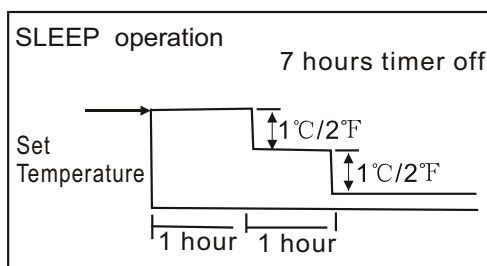 SLEEP operation
7 hours timer off
1℃/2℉
Set
Temperature
1℃/2℉
1 hour
1 hour